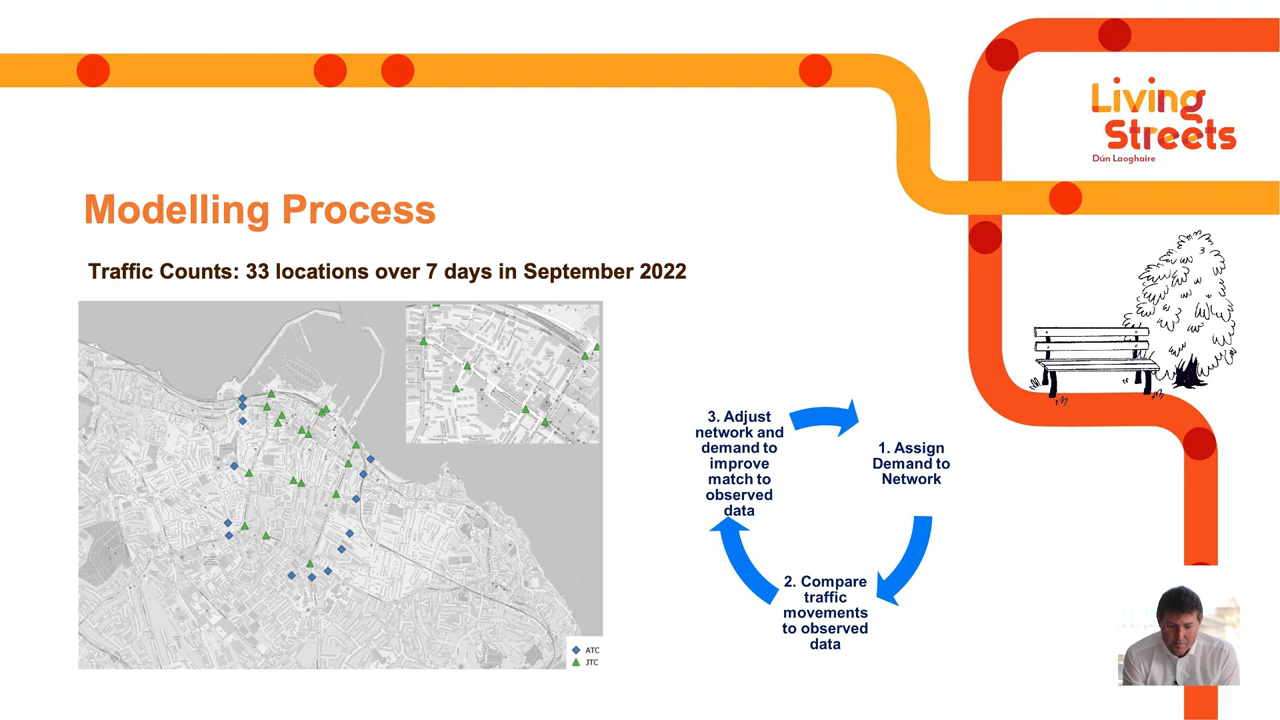 Living
Streets
Dún Laoghaire
Modelling Process
Traffic Counts: 33 locations over 7 days in September 2022
3. Adjust
network and
demand to
improve
match to
observed
data
1. Assign
Demand to
Network
2. Compare
traffic
movements
to observed
data
ATC
JTC